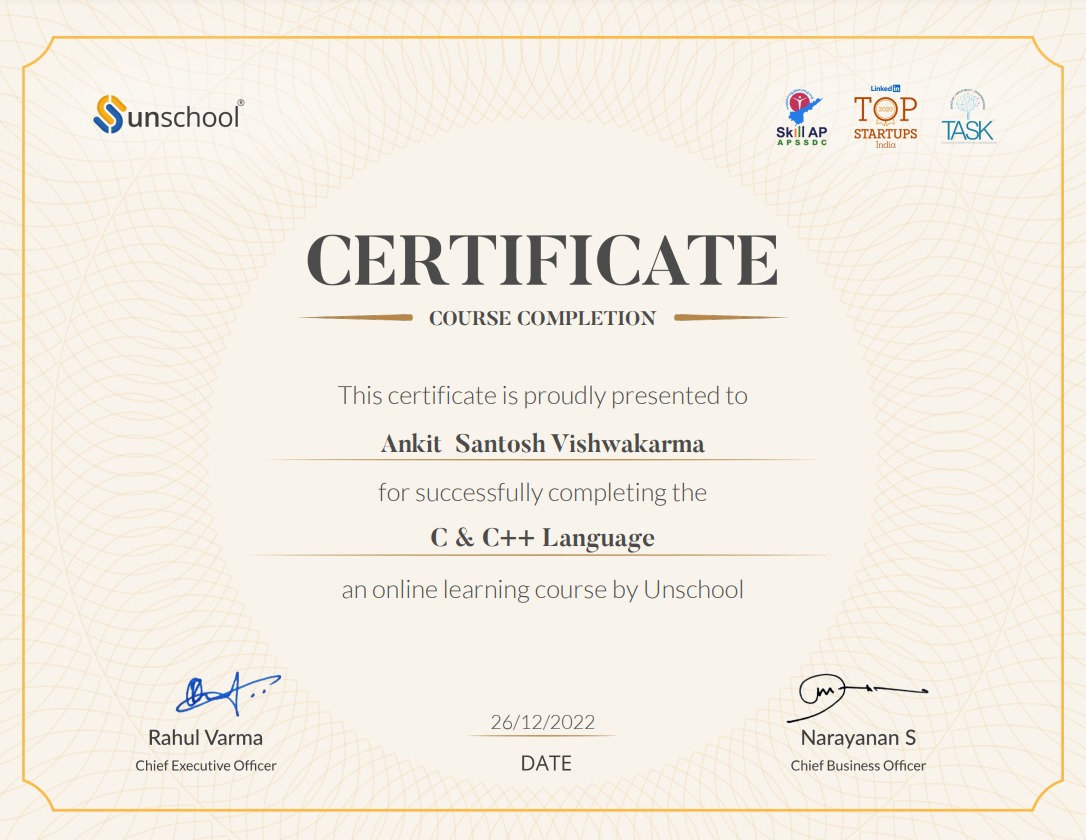 Sunschool®
Skill AP
APSSDC
LinkedIn
TOP
2020
STARTUPS
India
TASK
CERTIFICATE
COURSE COMPLETION
This certificate is proudly presented to
Ankit Santosh Vishwakarma
for successfully completing the
C & C++ Language
an online learning course by Unschool
Rahul Varma
Chief Executive Officer
26/12/2022
DATE
Narayanan S
Chief Business Officer